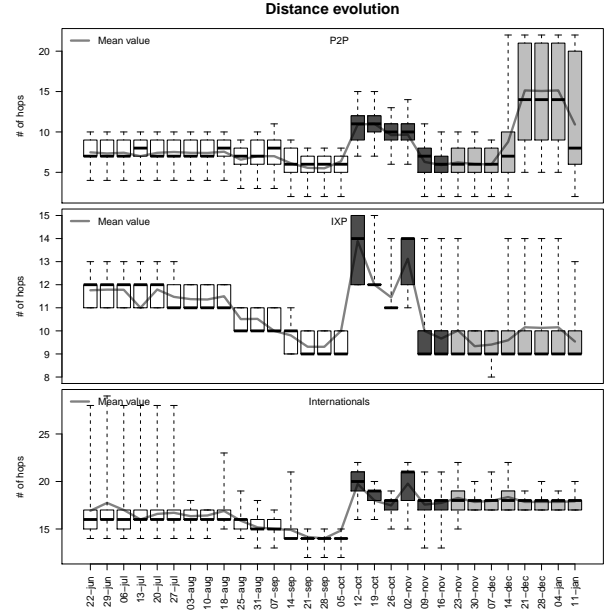 Distance evolution
Mean value
P2P
# of hops
20
15
10
5
Mean value
IXP
# of hops
15
14
13
12
11
10
9
8
Mean value
Internationals
# of hops
25
20
15
22−jun
29−jun
06−jul
13−jul
20−jul
27−jul
03−aug
10−aug
18−aug
25−aug
31−aug
07−sep
14−sep
21−sep
28−sep
05−oct
12−oct
19−oct
26−oct
02−nov
09−nov
16−nov
23−nov
30−nov
07−dec
14−dec
21−dec
28−dec
04−jan
11−jan